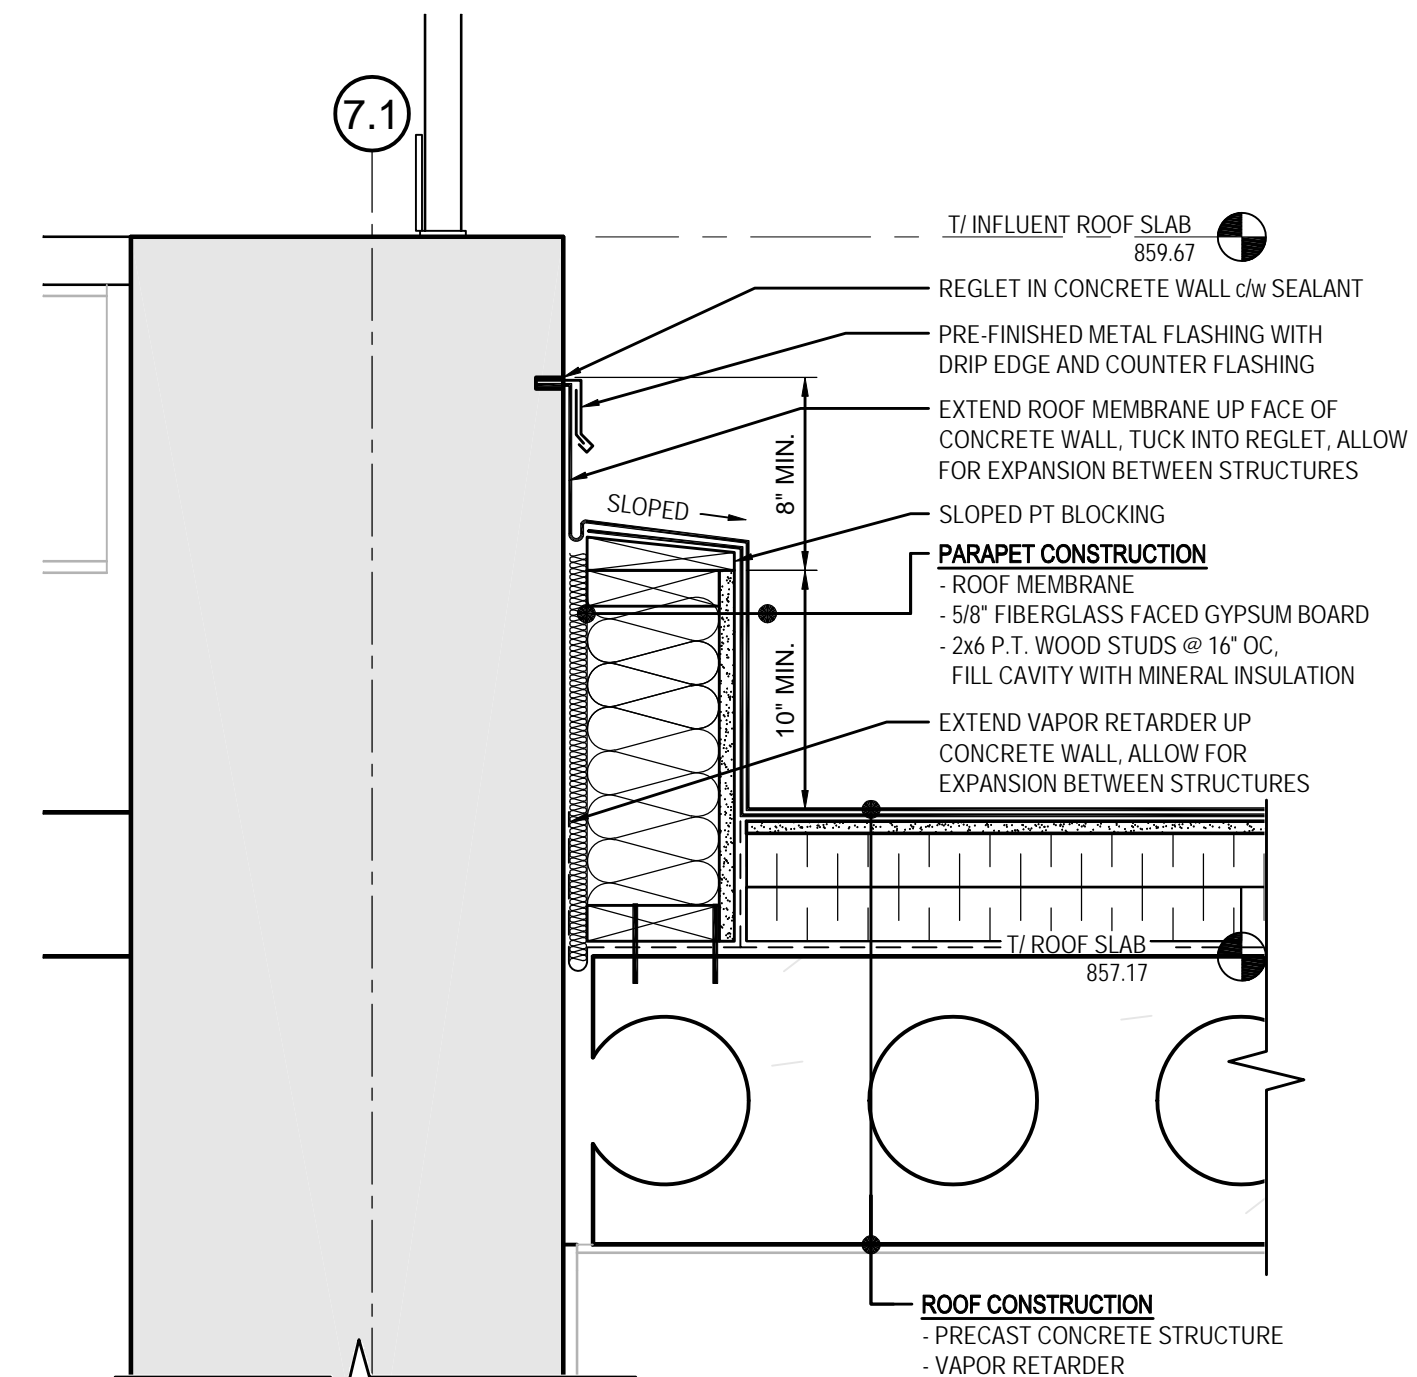 7.1
T/ INFLUENT ROOF SLAB
859.67
REGLET IN CONCRETE WALL c/w SEALANT
PRE-FINISHED METAL FLASHING WITH
DRIP EDGE AND COUNTER FLASHING
EXTEND ROOF MEMBRANE UP FACE OF
CONCRETE WALL, TUCK INTO REGLET, ALLOW
FOR EXPANSION BETWEEN STRUCTURES
8" MIN.
SLOPED
SLOPED PT BLOCKING
PARAPET CONSTRUCTION
- ROOF MEMBRANE
- 5/8" FIBERGLASS FACED GYPSUM BOARD
- 2x6 P.T. WOOD STUDS @ 16" OC,
FILL CAVITY WITH MINERAL INSULATION
10" MIN.
EXTEND VAPOR RETARDER UP
CONCRETE WALL, ALLOW FOR
EXPANSION BETWEEN STRUCTURES
T/ ROOF SLAB
857.17
ROOF CONSTRUCTION
- PRECAST CONCRETE STRUCTURE
- VAPOR RETARDER